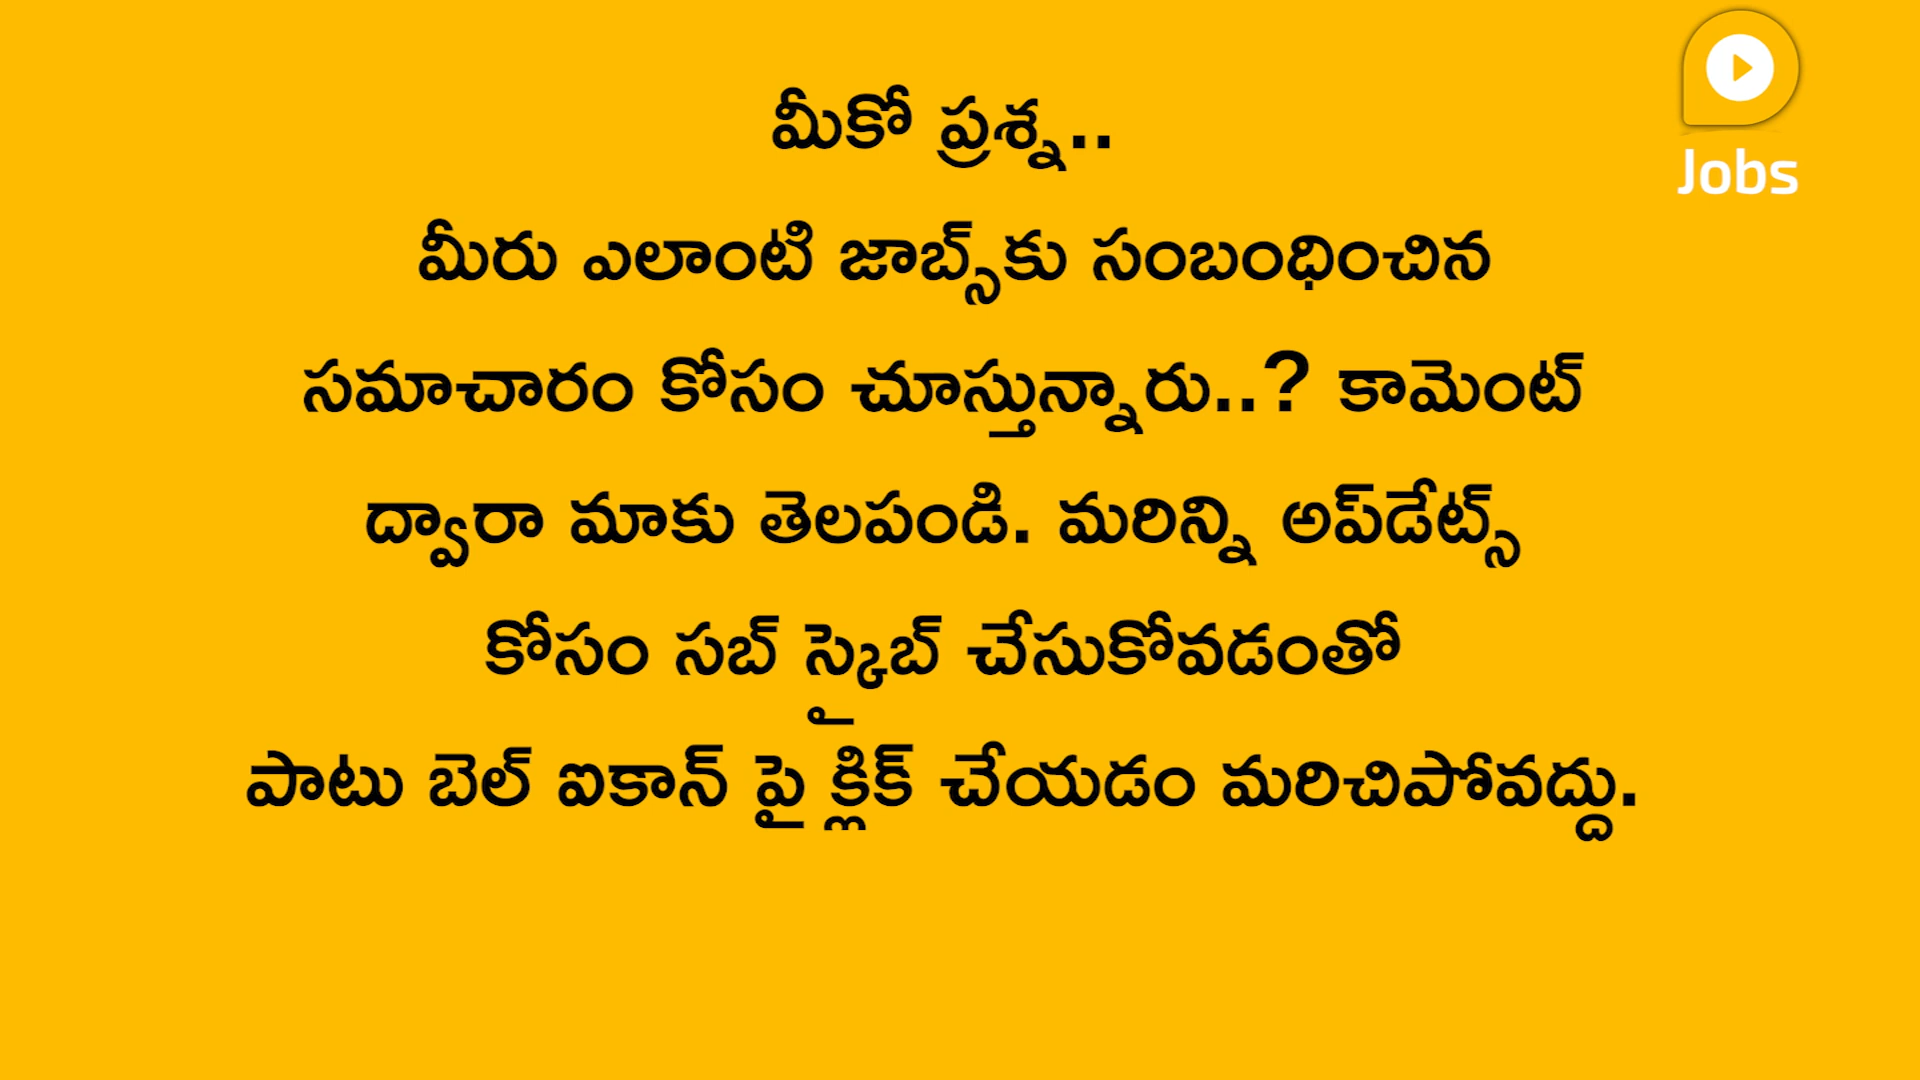 మీకో ప్రశ్న..
Jobs
మీరు ఎలాంటి జాబ్స్‌కు సంబంధించిన
సమాచారం కోసం చూస్తున్నారు..? కామెంట్
ద్వారా మాకు తెలపండి. మరిన్ని అప్‌డేట్స్
కోసం సబ్ స్కైబ్ చేసుకోవడంతో
పాటు బెల్ ఐకాన్ పై క్లిక్ చేయడం మరిచిపోవద్దు.